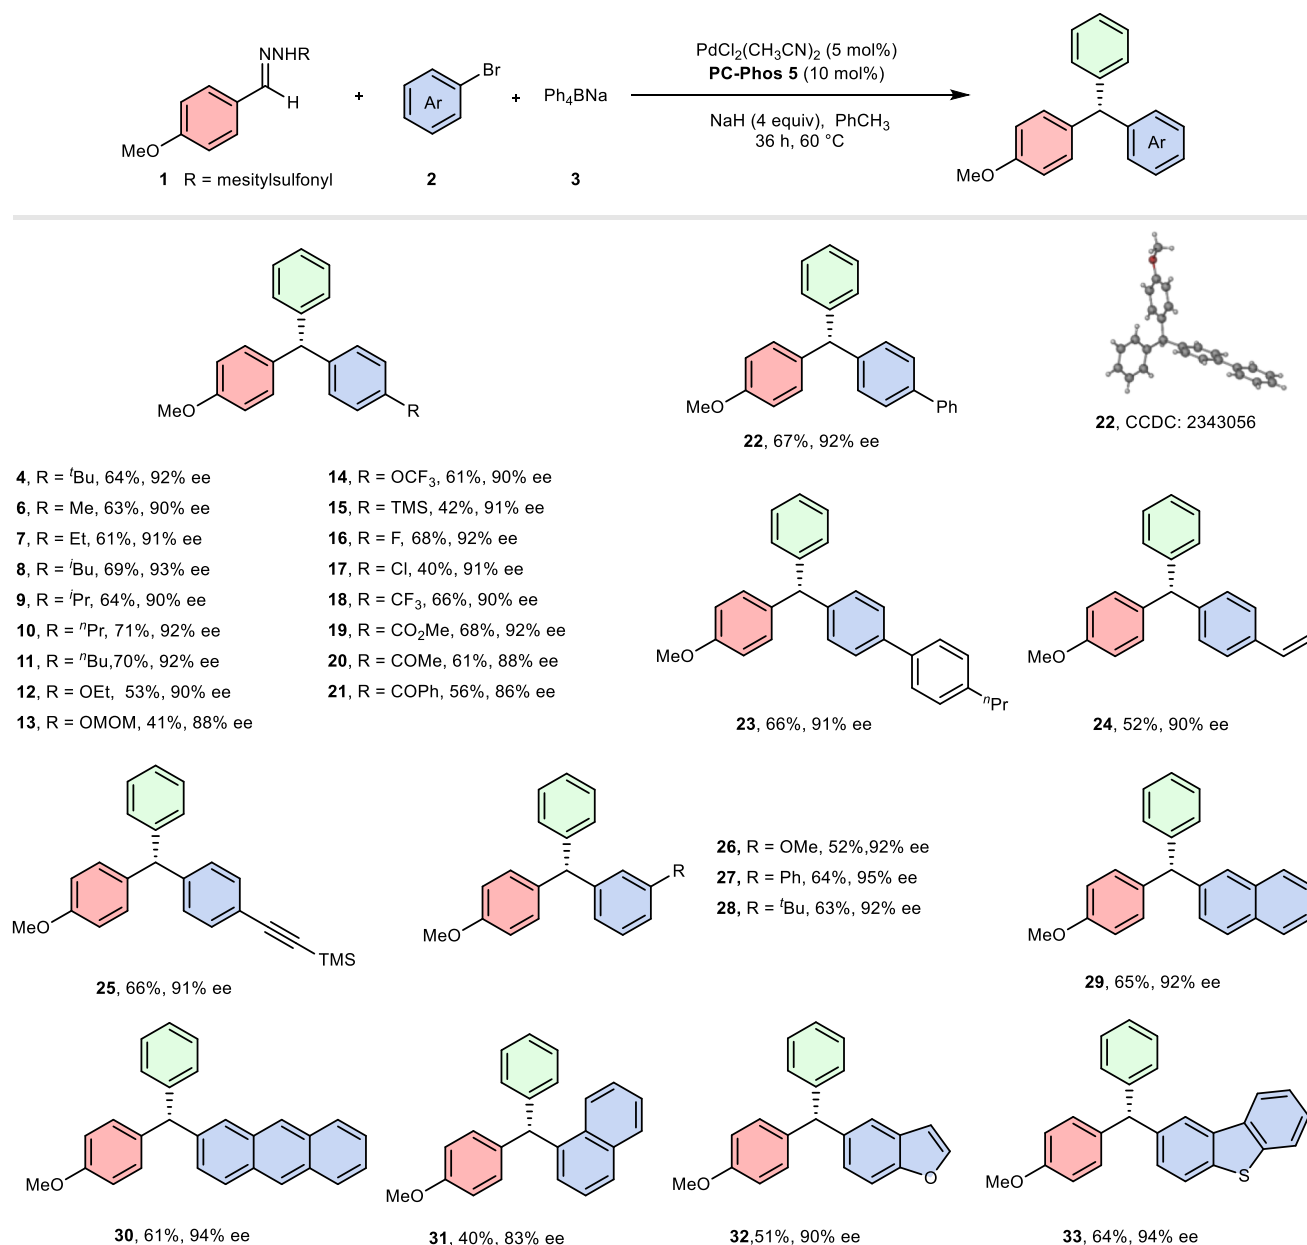 NNHR
H
MeO
1 R = mesitylsulfonyl
+
Br
Ar
2
+
Ph₄BNa
3
PdCl₂(CH₃CN)₂ (5 mol%)
PC-Phos 5 (10 mol%)
NaH (4 equiv), PhCH₃
36 h, 60 °C
MeO
Ar
MeO
R
4, R = ᵗBu, 64%, 92% ee
6, R = Me, 63%, 90% ee
7, R = Et, 61%, 91% ee
8, R = ⁱBu, 69%, 93% ee
9, R = ⁱPr, 64%, 90% ee
10, R = ⁿPr, 71%, 92% ee
11, R = ⁿBu,70%, 92% ee
12, R = OEt, 53%, 90% ee
13, R = OMOM, 41%, 88% ee
14, R = OCF₃, 61%, 90% ee
15, R = TMS, 42%, 91% ee
16, R = F, 68%, 92% ee
17, R = Cl, 40%, 91% ee
18, R = CF₃, 66%, 90% ee
19, R = CO₂Me, 68%, 92% ee
20, R = COMe, 61%, 88% ee
21, R = COPh, 56%, 86% ee
MeO
Ph
22, 67%, 92% ee
22, CCDC: 2343056
MeO
ⁿPr
23, 66%, 91% ee
MeO
24, 52%, 90% ee
MeO
TMS
25, 66%, 91% ee
MeO
R
26, R = OMe, 52%,92% ee
27, R = Ph, 64%, 95% ee
28, R = ᵗBu, 63%, 92% ee
MeO
29, 65%, 92% ee
MeO
30, 61%, 94% ee
MeO
31, 40%, 83% ee
MeO
O
32,51%, 90% ee
MeO
S
33, 64%, 94% ee